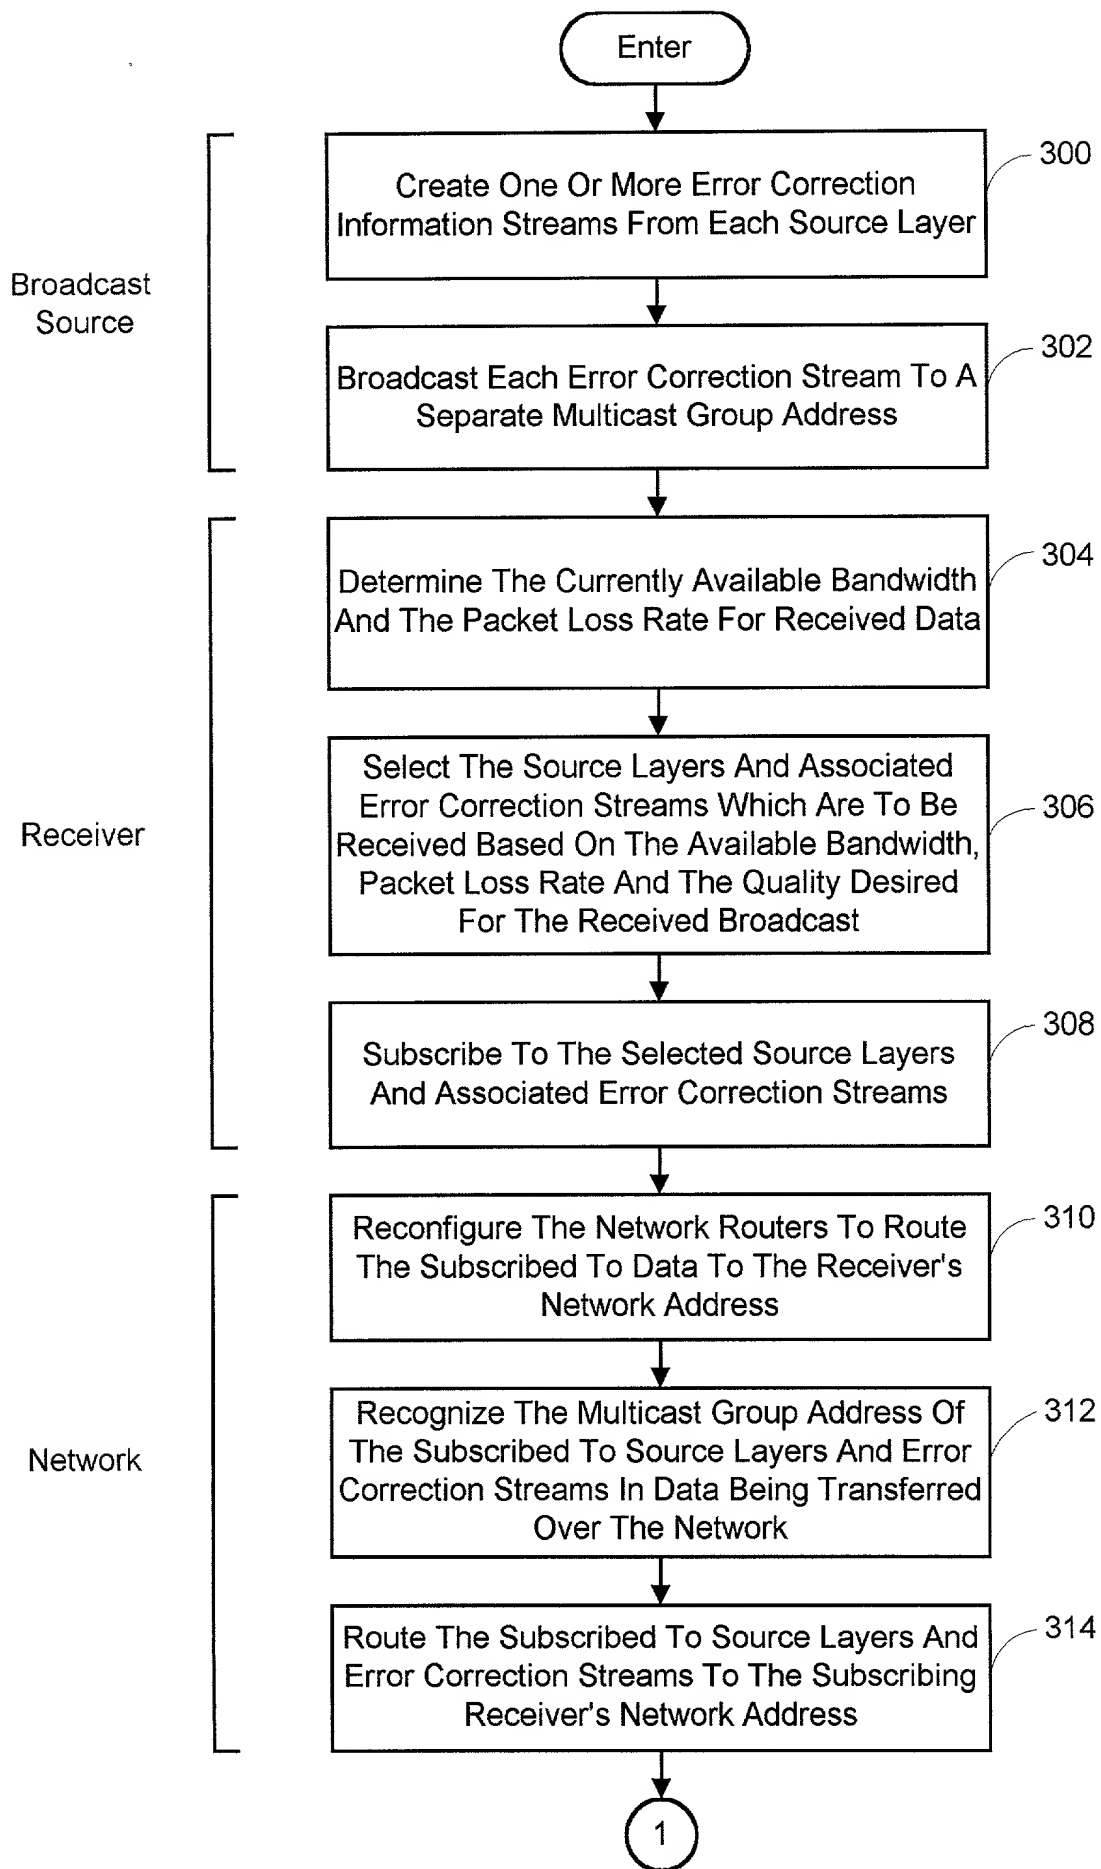 Enter
300
Create One Or More Error Correction
Information Streams From Each Source Layer
Broadcast
Source
302
Broadcast Each Error Correction Stream To A
Separate Multicast Group Address
304
Determine The Currently Available Bandwidth
And The Packet Loss Rate For Received Data
Receiver
306
Select The Source Layers And Associated
Error Correction Streams Which Are To Be
Received Based On The Available Bandwidth,
Packet Loss Rate And The Quality Desired
For The Received Broadcast
308
Subscribe To The Selected Source Layers
And Associated Error Correction Streams
310
Reconfigure The Network Routers To Route
The Subscribed To Data To The Receiver's
Network Address
Network
312
Recognize The Multicast Group Address Of
The Subscribed To Source Layers And Error
Correction Streams In Data Being Transferred
Over The Network
314
Route The Subscribed To Source Layers And
Error Correction Streams To The Subscribing
Receiver's Network Address
1